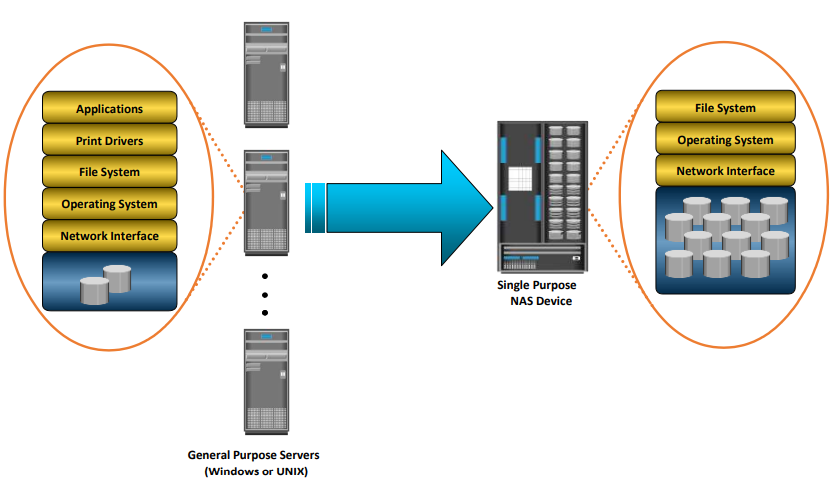 Applications
Print Drivers
File System
Operating System
Network Interface
General Purpose Servers
(Windows or UNIX)
Single Purpose
NAS Device
File System
Operating System
Network Interface